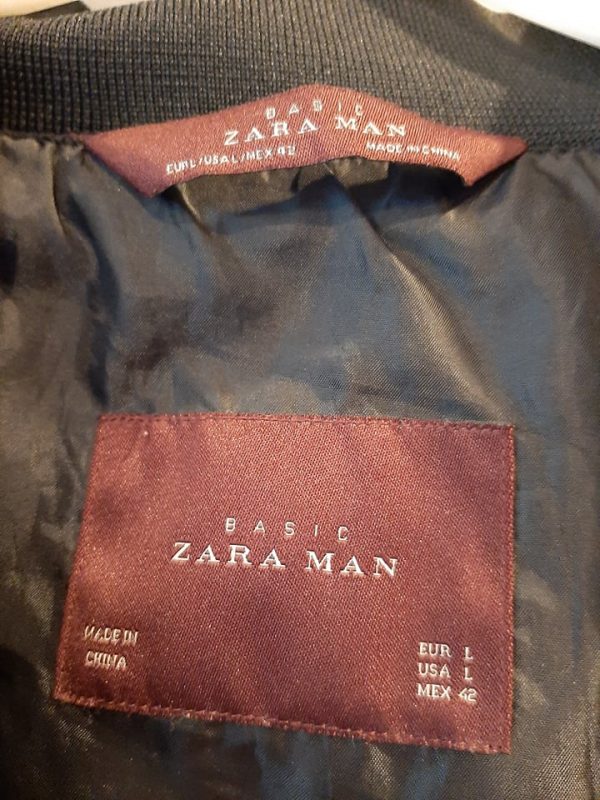 BASIC
ZARA MAN
EUR L/USA L/MEX 42 MADE IN CHINA
BASIC
ZARA MAN
MADE IN
CHINA
EUR L
USA L
MEX 42